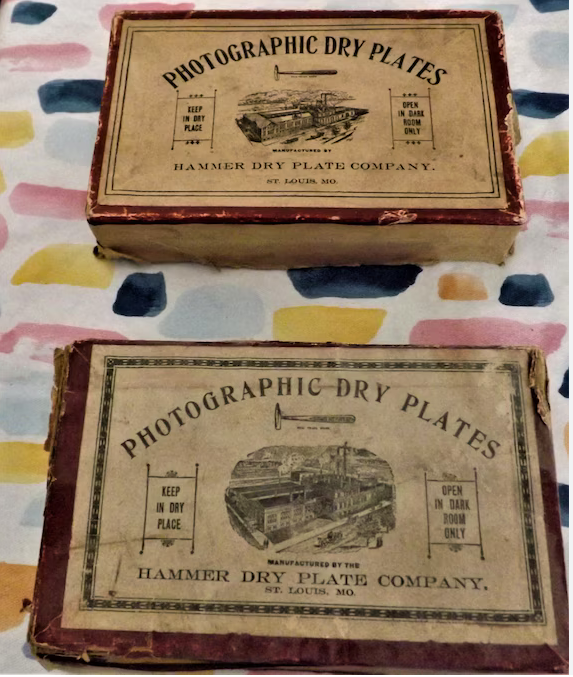 PHOTOGRAPHIC DRY PLATES
KEEP
IN DRY
PLACE
OPEN
IN DARK
ROOM
ONLY
MANUFACTURED BY
HAMMER DRY PLATE COMPANY.
ST. LOUIS, MO.
PHOTOGRAPHIC DRY PLATES
KEEP
IN DRY
PLACE
OPEN
IN DARK
ROOM
ONLY
MANUFACTURED BY THE
HAMMER DRY PLATE COMPANY.
ST. LOUIS, MO.